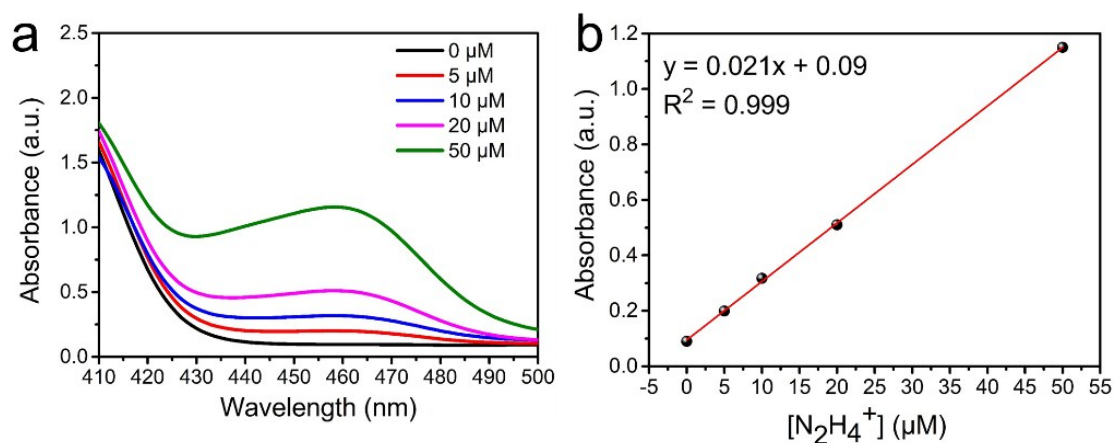 a
2.5
2.0
1.5
1.0
0.5
0.0
Absorbance (a.u.)
0 µM
5 µM
10 µM
20 µM
50 µM
410 420 430 440 450 460 470 480 490 500
Wavelength (nm)
b
1.2
1.0
0.8
0.6
0.4
0.2
0.0
Absorbance (a.u.)
y = 0.021x + 0.09
R² = 0.999
-5 0 5 10 15 20 25 30 35 40 45 50 55
[N₂H₄⁺] (µM)